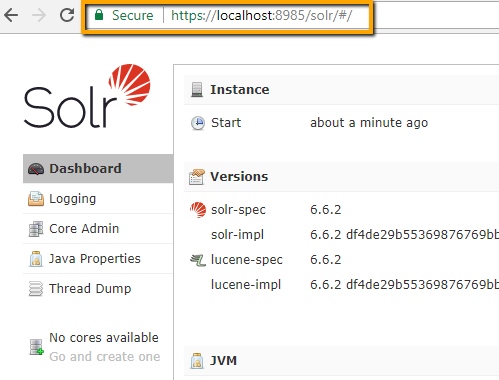 Secure https://localhost:8985/solr/#/
Solr
Instance
Start about a minute ago
Dashboard
Versions
Logging
solr-spec 6.6.2
Core Admin
solr-impl 6.6.2 df4de29b55369876769bb
Java Properties
lucene-spec 6.6.2
Thread Dump
lucene-impl 6.6.2 df4de29b55369876769bb
No cores available
Go and create one
JVM